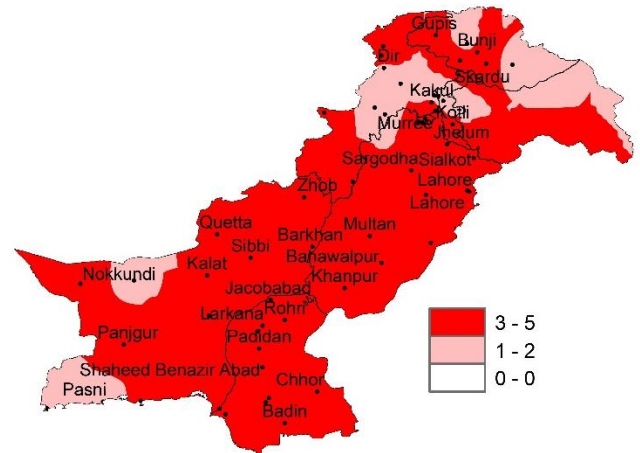 Gupis
Bunji
Dir
Skardu
Kakul
Kotli
Murree
Jhelum
Sargodha
Sialkot
Lahore
Zhob
Lahore
Quetta
Multan
Barkhan
Sibbi
Banawalpur
Kalat
Nokkundi
Khanpur
Jacobabad
Larkana
Rohri
3 - 5
Panjgur
Padidan
1 - 2
Shaheed Benazir Abad
0 - 0
Pasni
Chhor
Badin